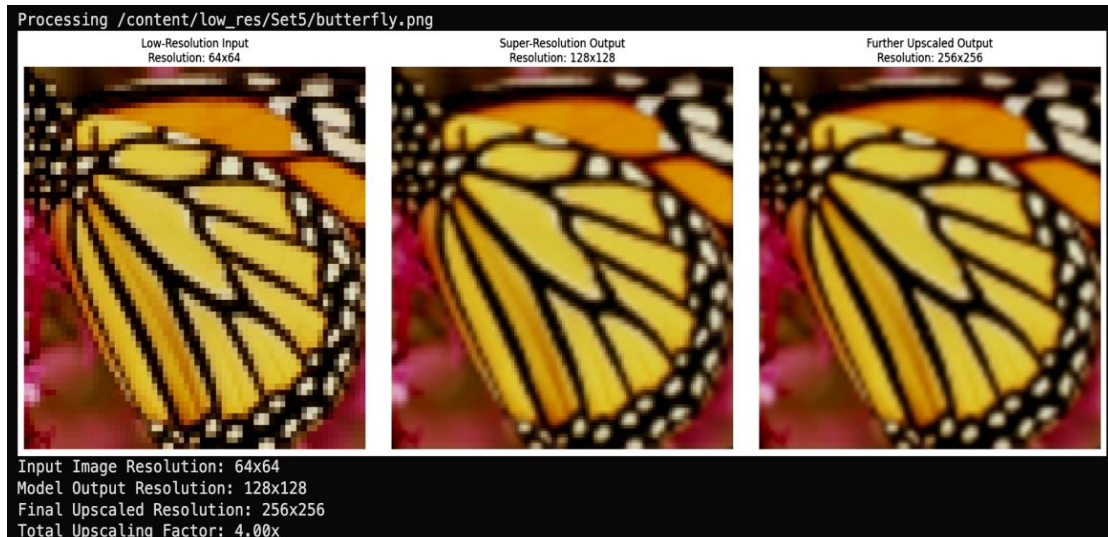 Processing /content/low_res/Set5/butterfly.png
Low-Resolution Input
Resolution: 64x64
Super-Resolution Output
Resolution: 128x128
Further Upscaled Output
Resolution: 256x256
Input Image Resolution: 64x64
Model Output Resolution: 128x128
Final Upscaled Resolution: 256x256
Total Upscaling Factor: 4.00x